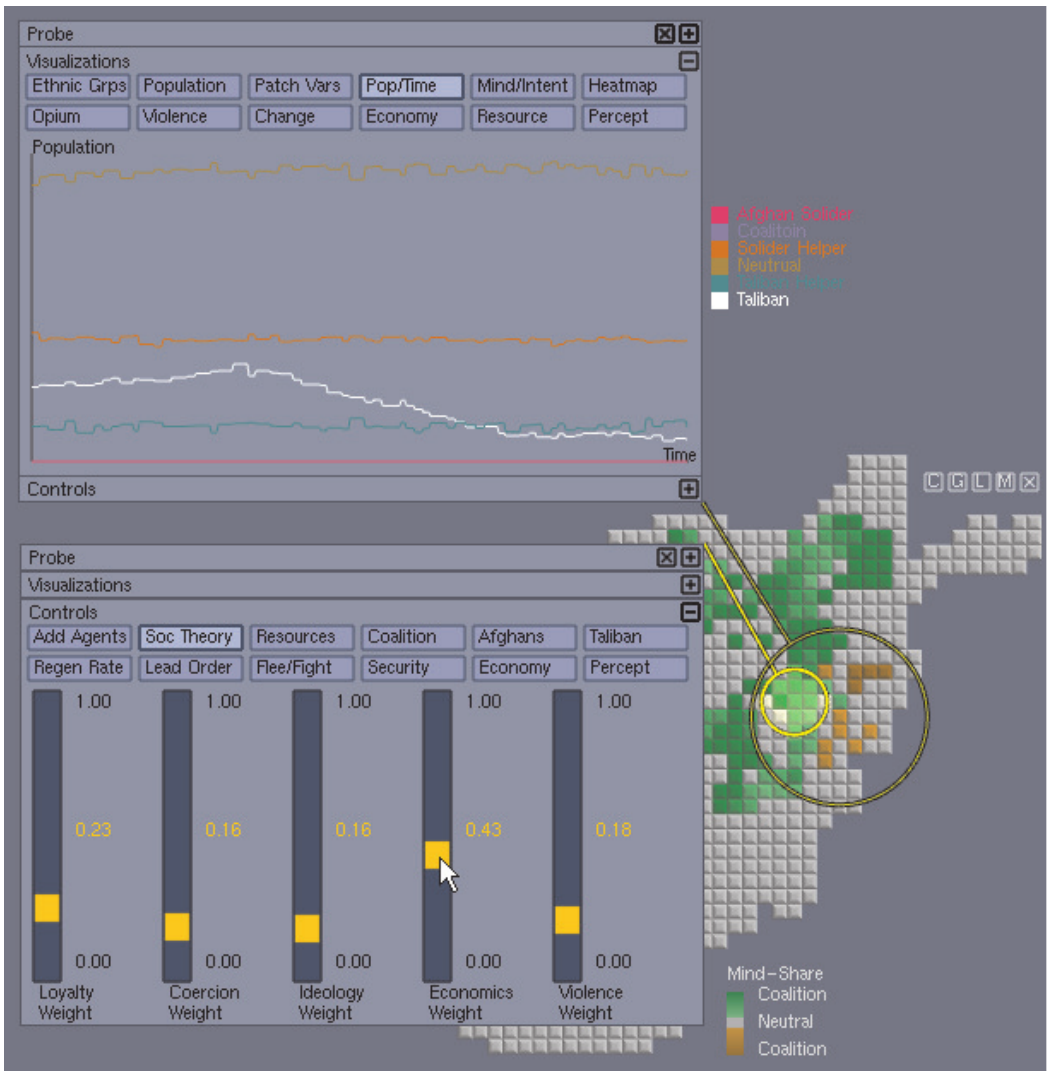 Probe
Visualizations
Ethnic Grps Population Patch Vars Pop/Time Mind/Intent Heatmap
Opium Violence Change Economy Resource Percept
Population
Time
Controls
Afghan Solider
Coalitoin
Solider Helper
Neutrual
Taliban Helper
Taliban
C G L M X
Probe
Visualizations
Controls
Add Agents Soc Theory Resources Coalition Afghans Taliban
Regen Rate Lead Order Flee/Fight Security Economy Percept
1.00 1.00 1.00 1.00 1.00
0.23 0.16 0.16 0.43 0.18
0.00 0.00 0.00 0.00 0.00
Loyalty Coercion Ideology Economics Violence
Weight Weight Weight Weight Weight
Mind-Share
Coalition
Neutral
Coalition